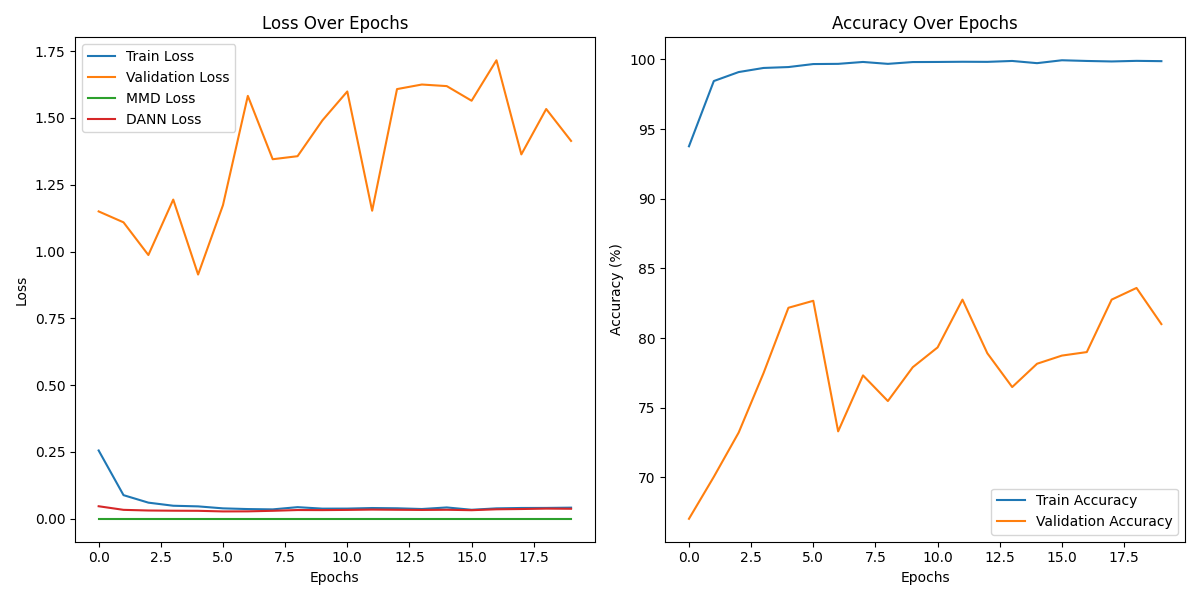 Loss Over Epochs
Train Loss
Validation Loss
MMD Loss
DANN Loss
1.75
1.50
1.25
1.00
0.75
0.50
0.25
0.00
Loss
0.0 2.5 5.0 7.5 10.0 12.5 15.0 17.5
Epochs
Accuracy Over Epochs
100
95
90
85
80
75
70
Accuracy (%)
Train Accuracy
Validation Accuracy
0.0 2.5 5.0 7.5 10.0 12.5 15.0 17.5
Epochs